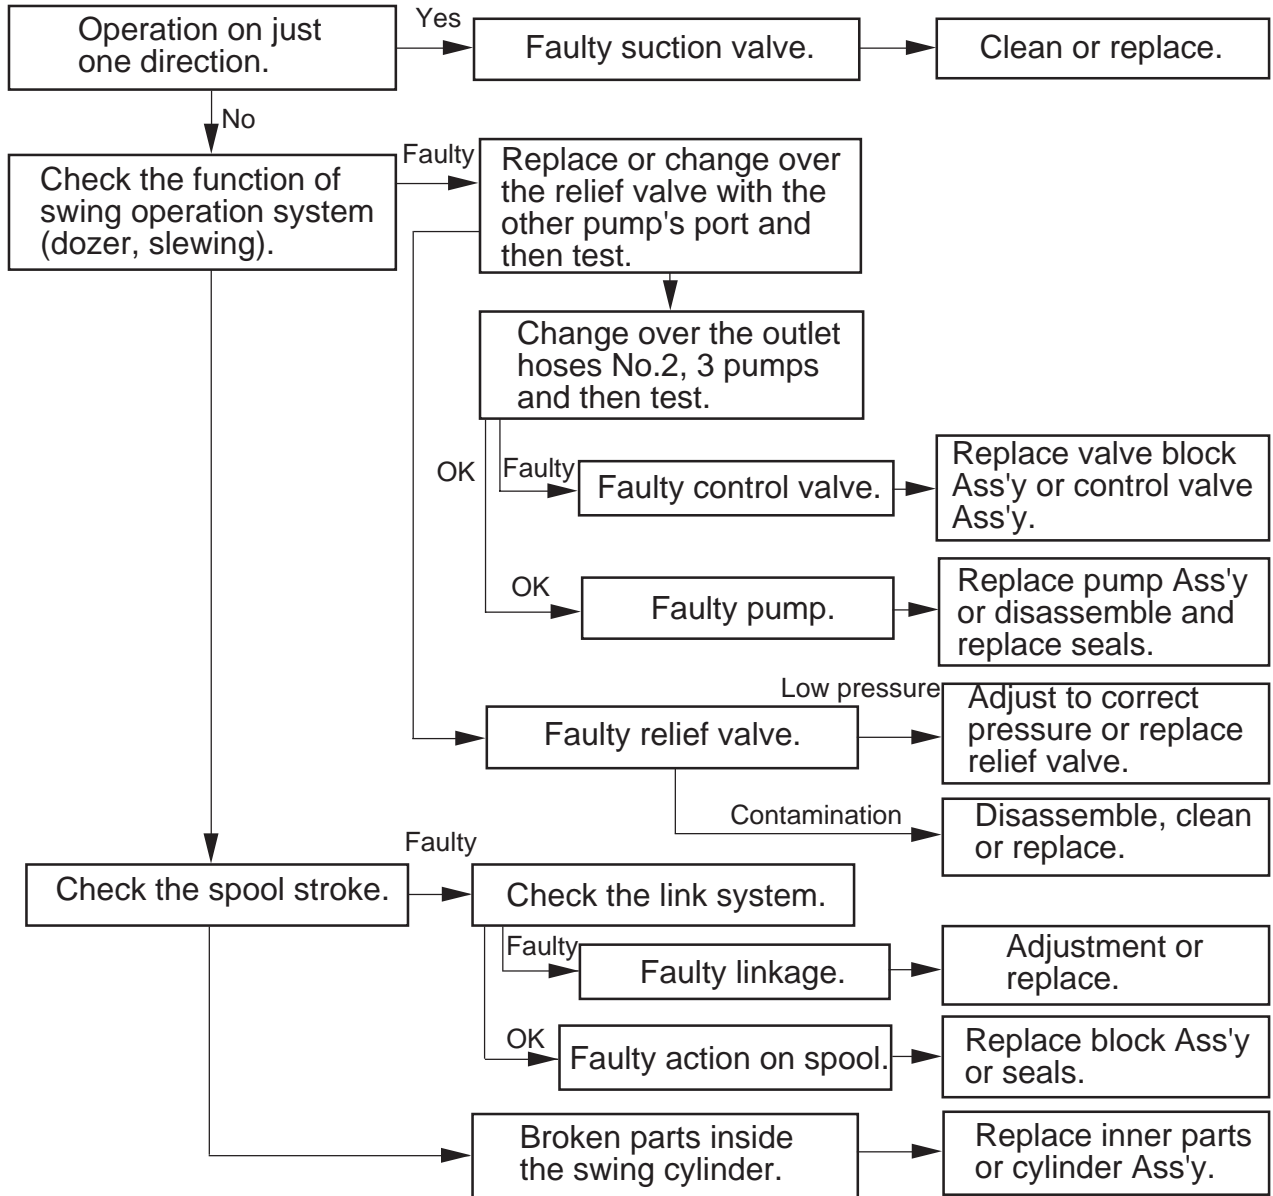 Operation on just
one direction.
Yes
Faulty suction valve.
Clean or replace.
No
Check the function of
swing operation system
(dozer, slewing).
Faulty
Replace or change over
the relief valve with the
other pump's port and
then test.
Change over the outlet
hoses No.2, 3 pumps
and then test.
OK
Faulty
Faulty control valve.
Replace valve block
Ass'y or control valve
Ass'y.
OK
Faulty pump.
Replace pump Ass'y
or disassemble and
replace seals.
Faulty relief valve.
Low pressure
Adjust to correct
pressure or replace
relief valve.
Contamination
Disassemble, clean
or replace.
Check the spool stroke.
Faulty
Check the link system.
Faulty
Faulty linkage.
Adjustment or
replace.
OK
Faulty action on spool.
Replace block Ass'y
or seals.
Broken parts inside
the swing cylinder.
Replace inner parts
or cylinder Ass'y.